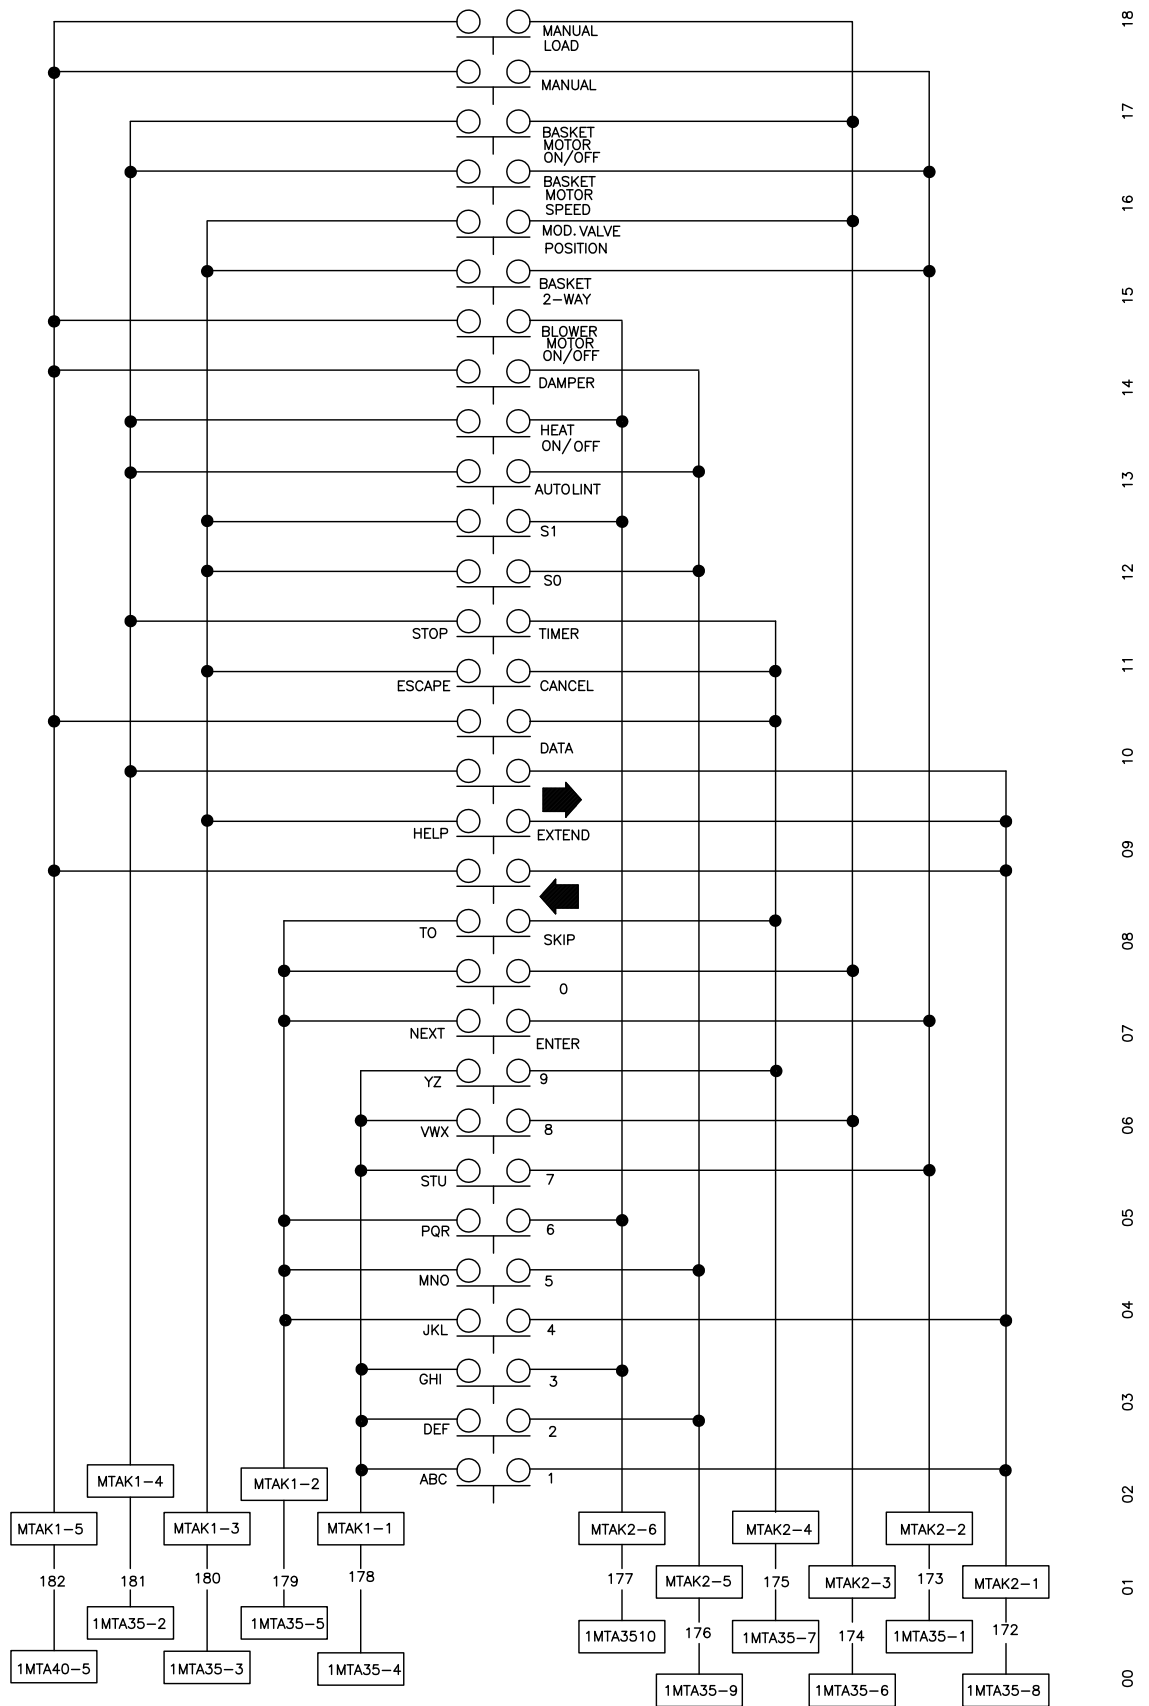 18
MANUAL
LOAD
MANUAL
17
BASKET
MOTOR
ON/OFF
BASKET
MOTOR
SPEED
16
MOD. VALVE
POSITION
BASKET
2-WAY
15
BLOWER
MOTOR
ON/OFF
DAMPER
14
HEAT
ON/OFF
AUTOLINT
13
S1
S0
12
STOP TIMER
11
ESCAPE CANCEL
DATA
10
HELP EXTEND
09
TO SKIP
08
0
NEXT ENTER
07
YZ 9
VWX 8
06
STU 7
PQR 6
05
MNO 5
JKL 4
04
GHI 3
DEF 2
03
ABC 1
02
MTAK1-4 MTAK1-2
MTAK1-5 MTAK1-3 MTAK1-1 MTAK2-6 MTAK2-4 MTAK2-2
MTAK2-5 MTAK2-3 MTAK2-1
182 181 180 179 178 177 175 173
01
1MTA35-2 1MTA35-5
1MTA3510 1MTA35-7 1MTA35-1
176 174 172
1MTA40-5 1MTA35-3 1MTA35-4
1MTA35-9 1MTA35-6 1MTA35-8
00